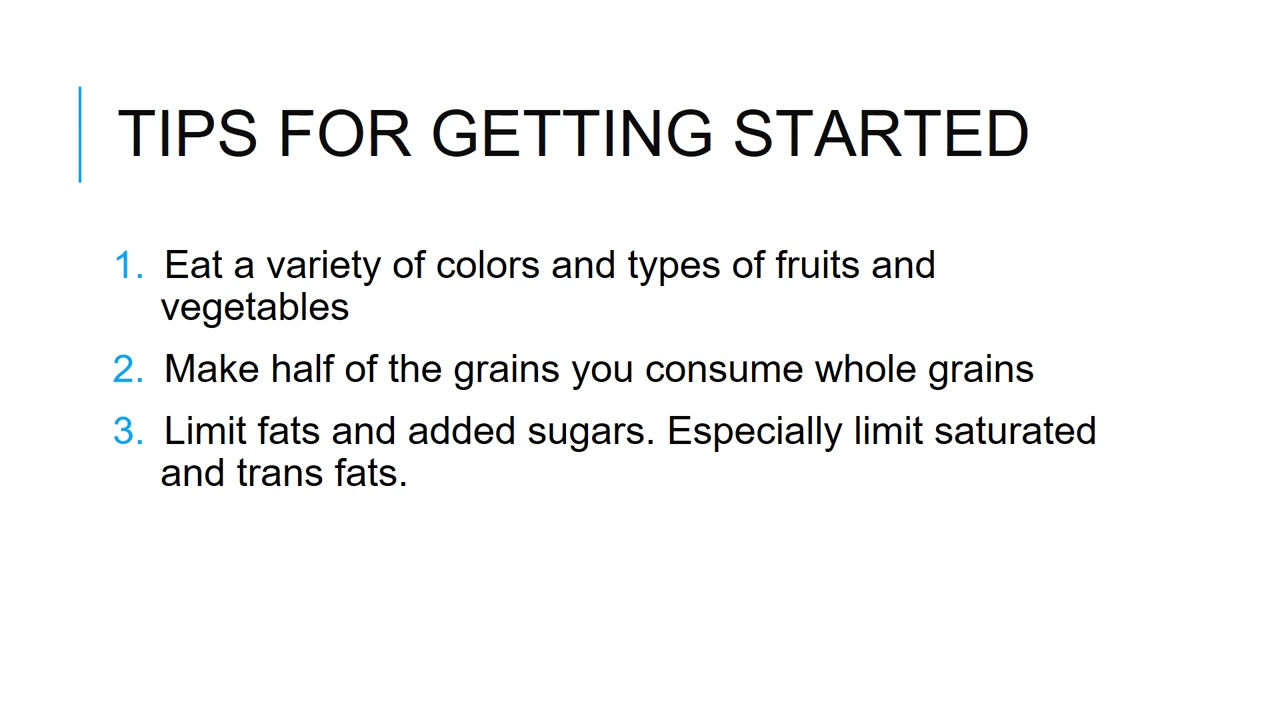 TIPS FOR GETTING STARTED
1. Eat a variety of colors and types of fruits and
vegetables
2. Make half of the grains you consume whole grains
3. Limit fats and added sugars. Especially limit saturated
and trans fats.